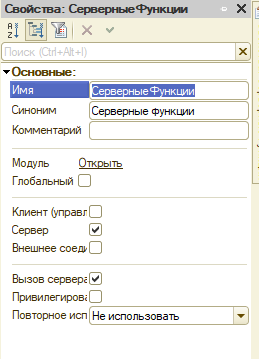 Свойства: СерверныеФункции
Поиск (Ctrl+Alt+I)
Основные:
Имя СерверныеФункции
Синоним Серверные функции
Комментарий
Модуль Открыть
Глобальный
Клиент (управл
Сервер
Внешнее соеди
Вызов сервера
Привилегирова
Повторное исп Не использовать